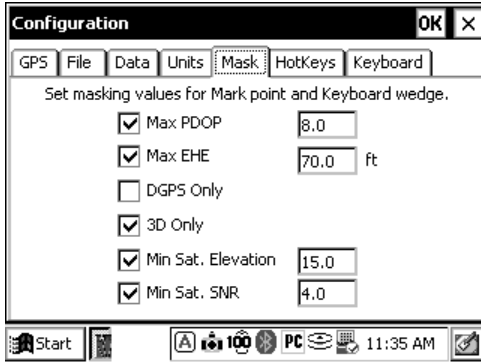 Configuration OK
GPS File Data Units Mask HotKeys Keyboard
Set masking values for Mark point and Keyboard wedge.
Max PDOP 8.0
Max EHE 70.0 ft
DGPS Only
3D Only
Min Sat. Elevation 15.0
Min Sat. SNR 4.0
Start A 100 PC 11:35 AM